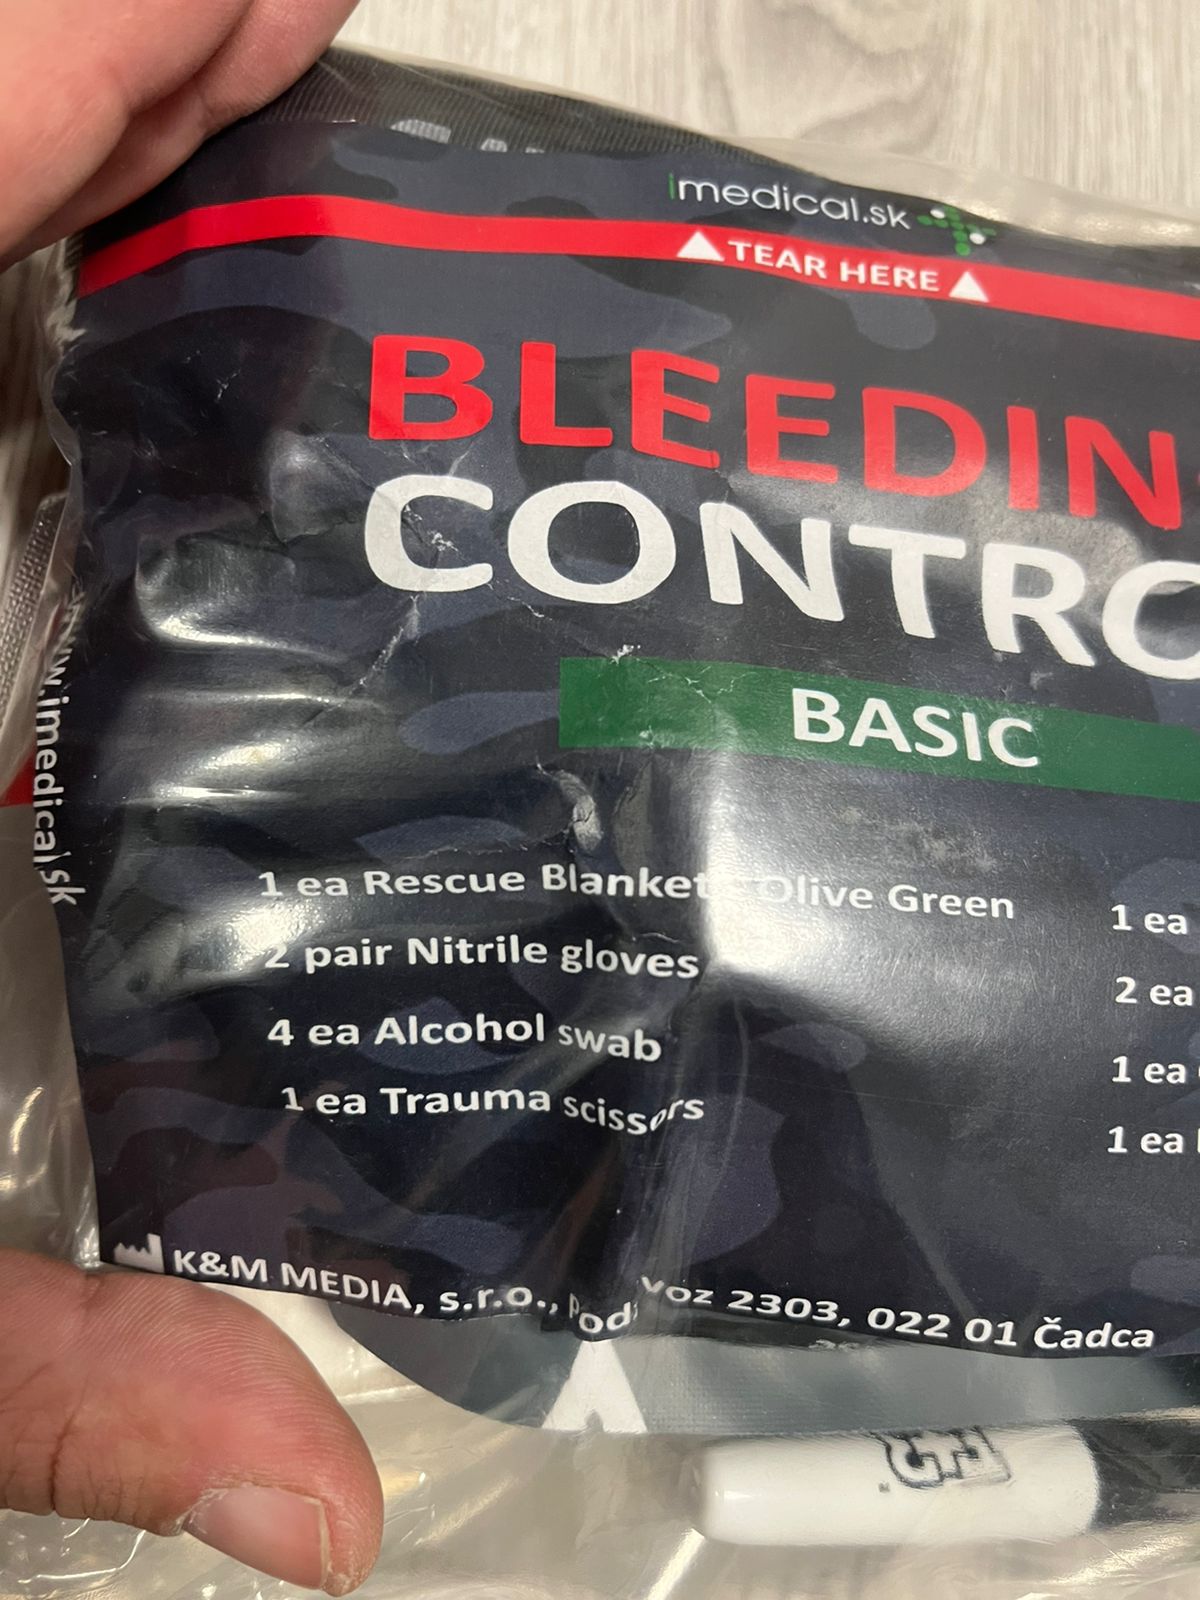 imedical.sk
TEAR HERE
BLEEDIN
CONTRO
BASIC
1 ea Rescue Blanket Olive Green
2 pair Nitrile gloves
4 ea Alcohol swab
1 ea Trauma scissors
1 ea
2 ea
1 ea
1 ea
K&M MEDIA, s.r.o., Pod voz 2303, 022 01 Čadca
www.imedical.sk